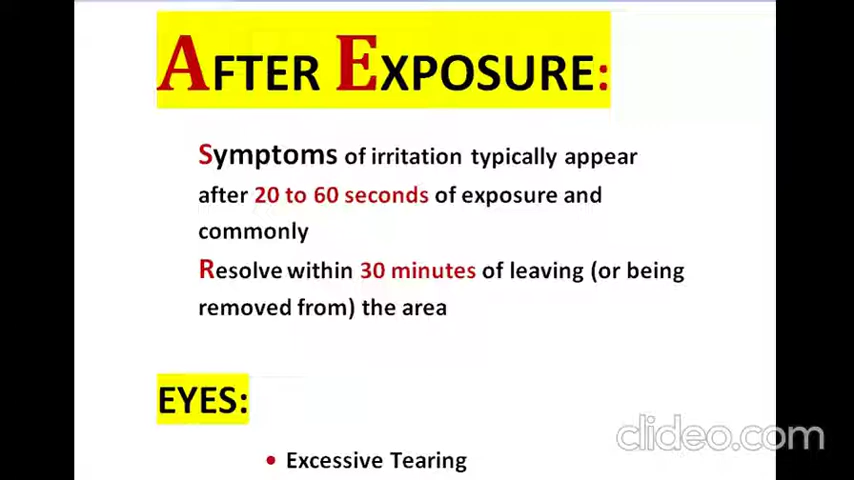 AFTER EXPOSURE:
Symptoms of irritation typically appear
after 20 to 60 seconds of exposure and
commonly
Resolve within 30 minutes of leaving (or being
removed from) the area
EYES:
• Excessive Tearing
clideo.com